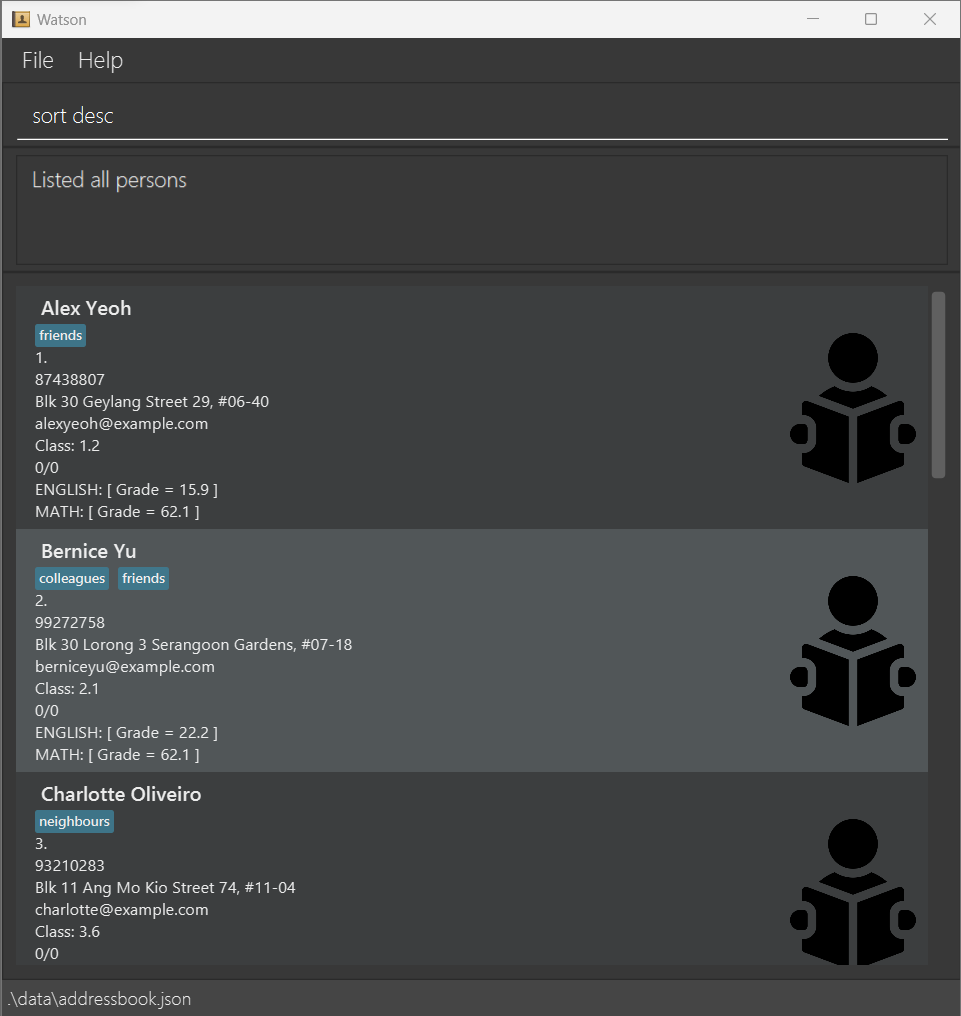 Watson
File Help
sort desc
Listed all persons
Alex Yeoh
friends
1.
87438807
Blk 30 Geylang Street 29, #06-40
alexyeoh@example.com
Class: 1.2
0/0
ENGLISH: [ Grade = 15.9 ]
MATH: [ Grade = 62.1 ]
Bernice Yu
colleagues friends
2.
99272758
Blk 30 Lorong 3 Serangoon Gardens, #07-18
berniceyu@example.com
Class: 2.1
0/0
ENGLISH: [ Grade = 22.2 ]
MATH: [ Grade = 62.1 ]
Charlotte Oliveiro
neighbours
3.
93210283
Blk 11 Ang Mo Kio Street 74, #11-04
charlotte@example.com
Class: 3.6
0/0
.\data\addressbook.json